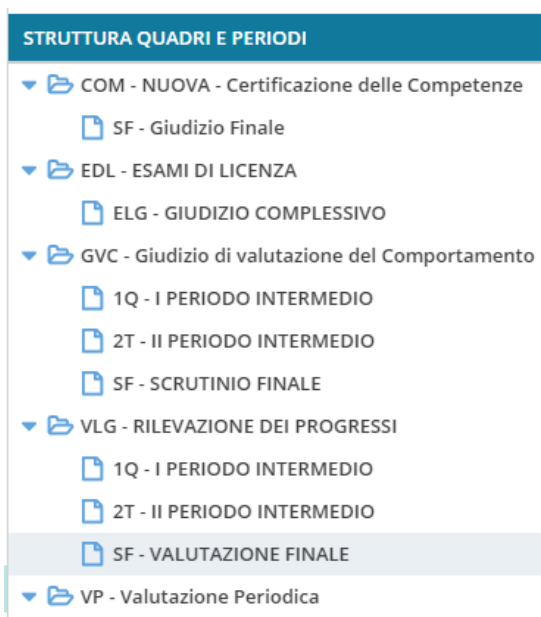 STRUTTURA QUADRI E PERIODI
COM - NUOVA - Certificazione delle Competenze
SF - Giudizio Finale
EDL - ESAMI DI LICENZA
ELG - GIUDIZIO COMPLESSIVO
GVC - Giudizio di valutazione del Comportamento
1Q - I PERIODO INTERMEDIO
2T - II PERIODO INTERMEDIO
SF - SCRUTINIO FINALE
VLG - RILEVAZIONE DEI PROGRESSI
1Q - I PERIODO INTERMEDIO
2T - II PERIODO INTERMEDIO
SF - VALUTAZIONE FINALE
VP - Valutazione Periodica